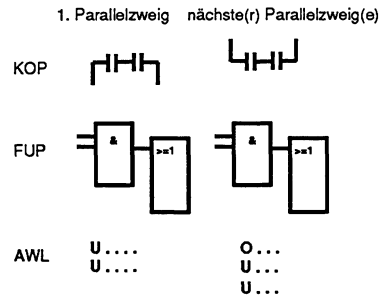 1. Parallelzweig nächste(r) Parallelzweig(e)
KOP
FUP
& >=1 & >=1
AWL
U.... O...
U.... U...
U...